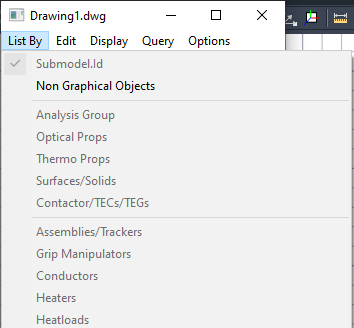 Drawing1.dwg
List By Edit Display Query Options
Submodel.Id
Non Graphical Objects
Analysis Group
Optical Props
Thermo Props
Surfaces/Solids
Contactor/TECs/TEGs
Assemblies/Trackers
Grip Manipulators
Conductors
Heaters
Heatloads